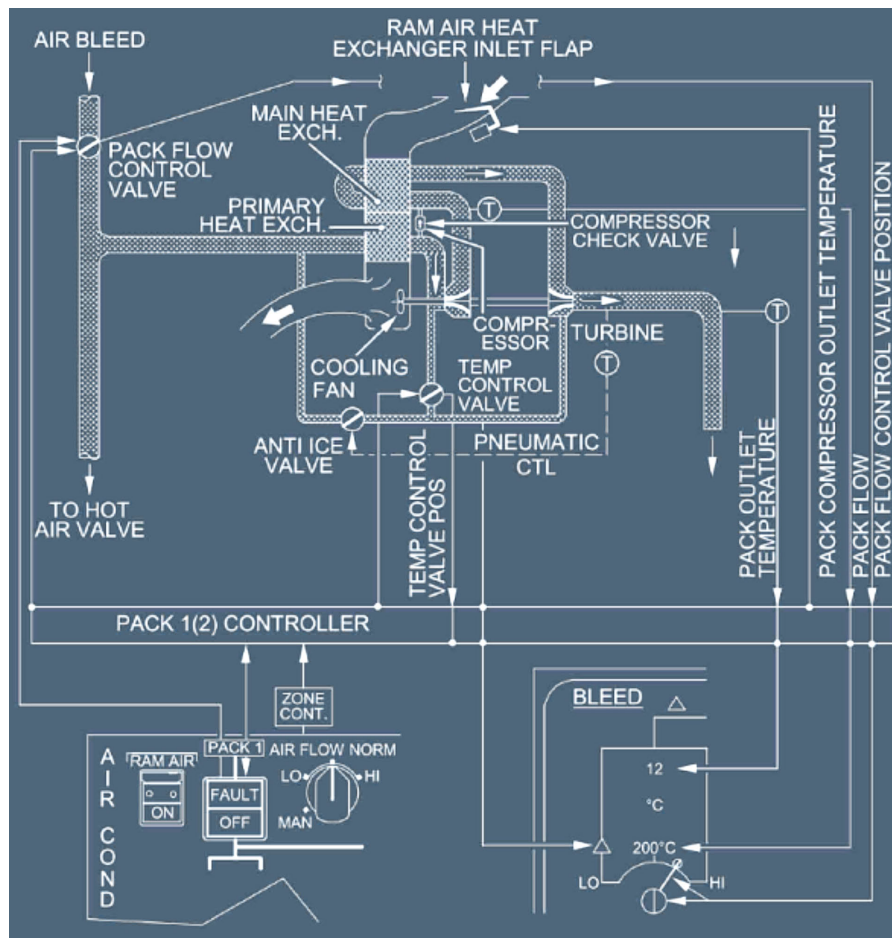 AIR BLEED
RAM AIR HEAT
EXCHANGER INLET FLAP
MAIN HEAT
EXCH.
PACK FLOW
CONTROL
VALVE
PRIMARY
HEAT EXCH.
T
COMPRESSOR
CHECK VALVE
COMPR-
ESSOR
TURBINE
T
COOLING
FAN
TEMP
CONTROL
VALVE
T
ANTI ICE
VALVE
PNEUMATIC
CTL
TO HOT
AIR VALVE
TEMP CONTROL
VALVE POS
PACK OUTLET
TEMPERATURE
PACK COMPRESSOR OUTLET TEMPERATURE
PACK FLOW
PACK FLOW CONTROL VALVE POSITION
PACK 1(2) CONTROLLER
ZONE
CONT.
AIR COND
RAM AIR
ON
PACK 1
FAULT
OFF
AIR FLOW NORM
LO
HI
MAN
BLEED
12
°C
200°C
LO
HI